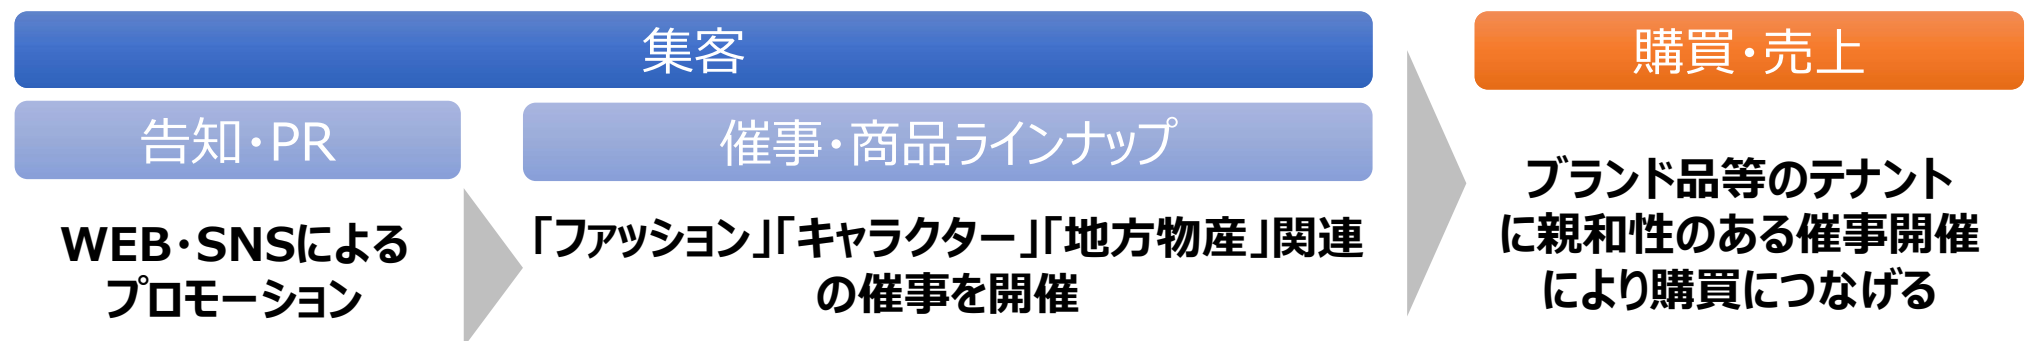 集客
購買・売上
告知・PR
催事・商品ラインナップ
WEB・SNSによる
プロモーション
「ファッション」「キャラクター」「地方物産」関連
の催事を開催
ブランド品等のテナント
に親和性のある催事開催
により購買につなげる